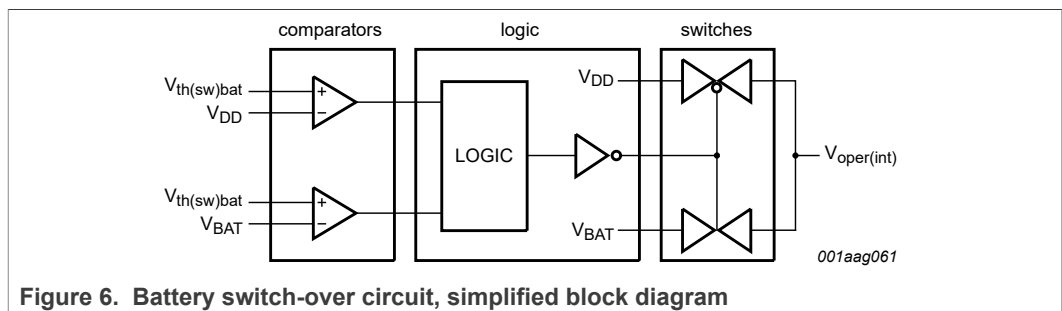 comparators
logic
switches
Vth(sw)bat
+
VDD
−
VDD
LOGIC
Voper(int)
Vth(sw)bat
+
VBAT
−
VBAT
001aag061
Figure 6. Battery switch-over circuit, simplified block diagram